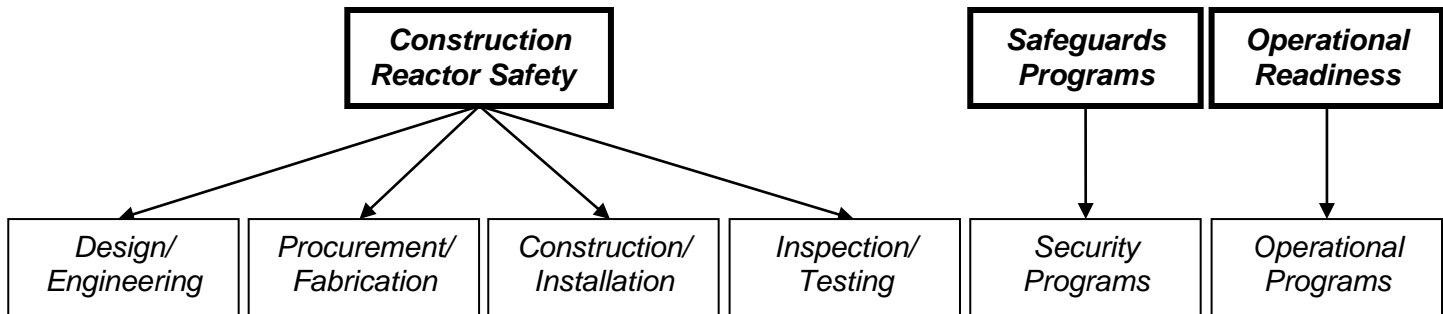 Construction
Reactor Safety
Safeguards
Programs
Operational
Readiness
Design/
Engineering
Procurement/
Fabrication
Construction/
Installation
Inspection/
Testing
Security
Programs
Operational
Programs